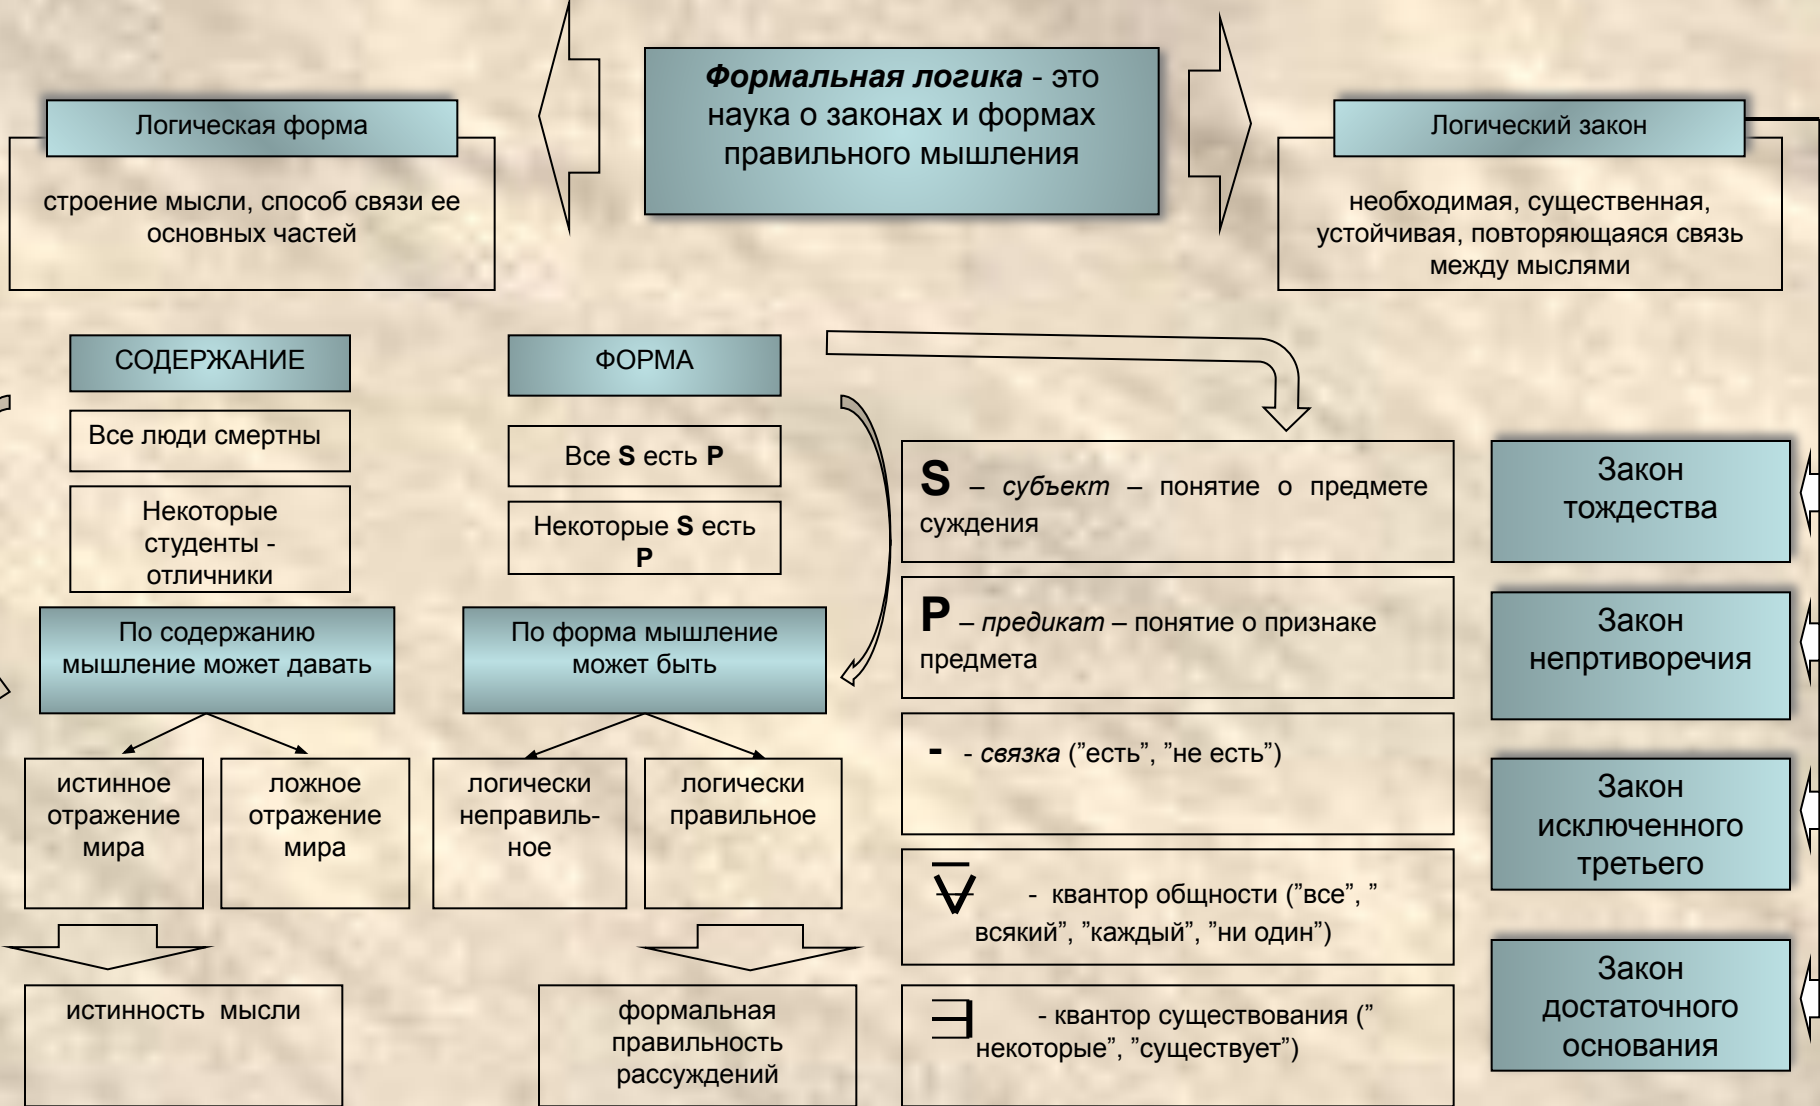 Формальная логика - это
наука о законах и формах
правильного мышления
Логическая форма
строение мысли, способ связи ее
основных частей
Логический закон
необходимая, существенная,
устойчивая, повторяющаяся связь
между мыслями
СОДЕРЖАНИЕ
Все люди смертны
Некоторые
студенты -
отличники
ФОРМА
Все S есть P
Некоторые S есть
P
По содержанию
мышление может давать
истинное
отражение
мира
ложное
отражение
мира
истинность мысли
По форма мышление
может быть
логически
неправиль-
ное
логически
правильное
формальная
правильность
рассуждений
S – субъект – понятие о предмете
суждения
P – предикат – понятие о признаке
предмета
- - связка (”есть”, ”не есть”)
∀ - квантор общности (”все”, ”
всякий”, ”каждый”, ”ни один”)
∃ - квантор существования (”
некоторые”, ”существует”)
Закон
тождества
Закон
непртиворечия
Закон
исключенного
третьего
Закон
достаточного
основания